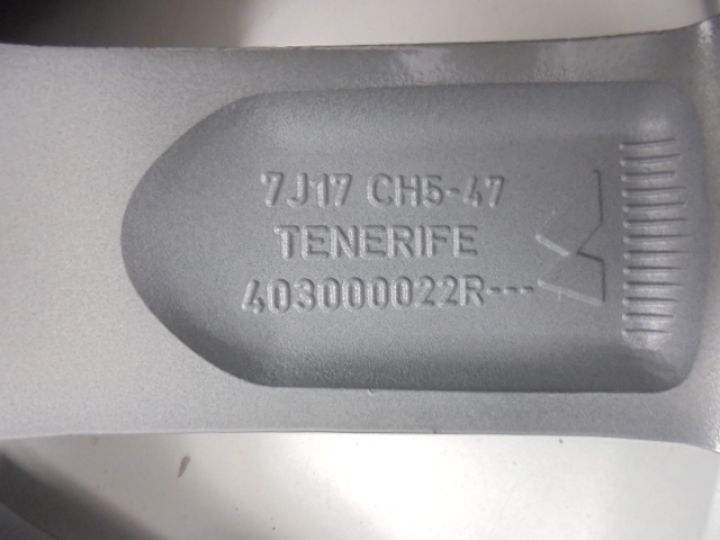 7J17 CH5-47
TENERIFE
403000022R---